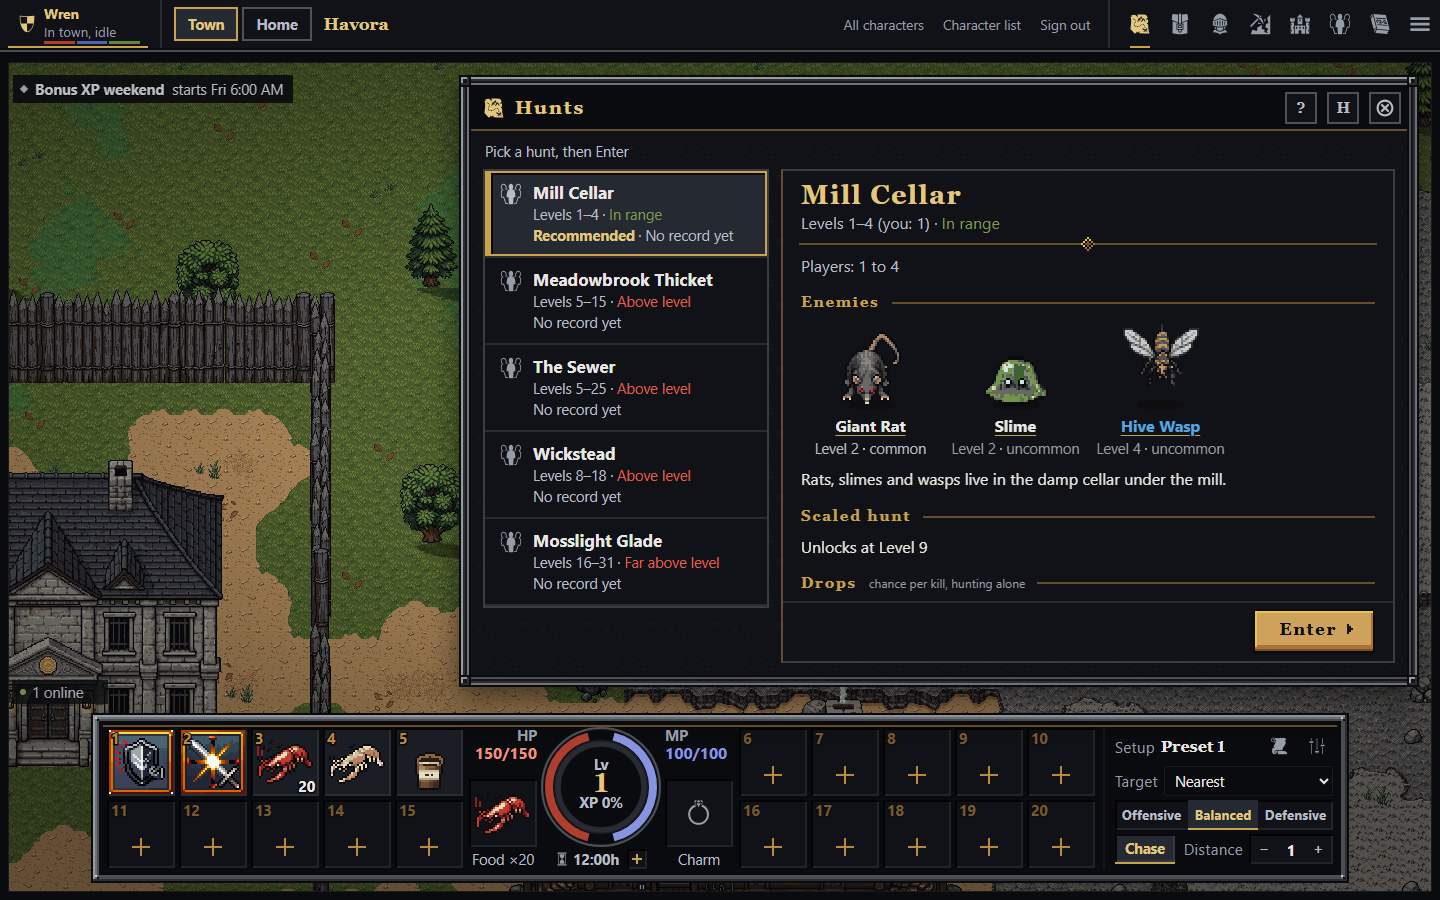 Wren
In town, idle
Town
Home
Havora
All characters
Character list
Sign out
Bonus XP weekend starts Fri 6:00 AM
Hunts
?
H
Pick a hunt, then Enter
Mill Cellar
Levels 1–4 · In range
Recommended · No record yet
Meadowbrook Thicket
Levels 5–15 · Above level
No record yet
The Sewer
Levels 5–25 · Above level
No record yet
Wickstead
Levels 8–18 · Above level
No record yet
Mosslight Glade
Levels 16–31 · Far above level
No record yet
Mill Cellar
Levels 1–4 (you: 1) · In range
Players: 1 to 4
Enemies
Giant Rat
Level 2 · common
Slime
Level 2 · uncommon
Hive Wasp
Level 4 · uncommon
Rats, slimes and wasps live in the damp cellar under the mill.
Scaled hunt
Unlocks at Level 9
Drops chance per kill, hunting alone
Enter
1 online
1
2
3
20
4
5
11
12
13
14
15
HP
150/150
Food ×20
Lv
1
XP 0%
12:00h
+
MP
100/100
Charm
6
7
8
9
10
16
17
18
19
20
Setup Preset 1
Target Nearest
Offensive Balanced Defensive
Chase Distance − 1 +